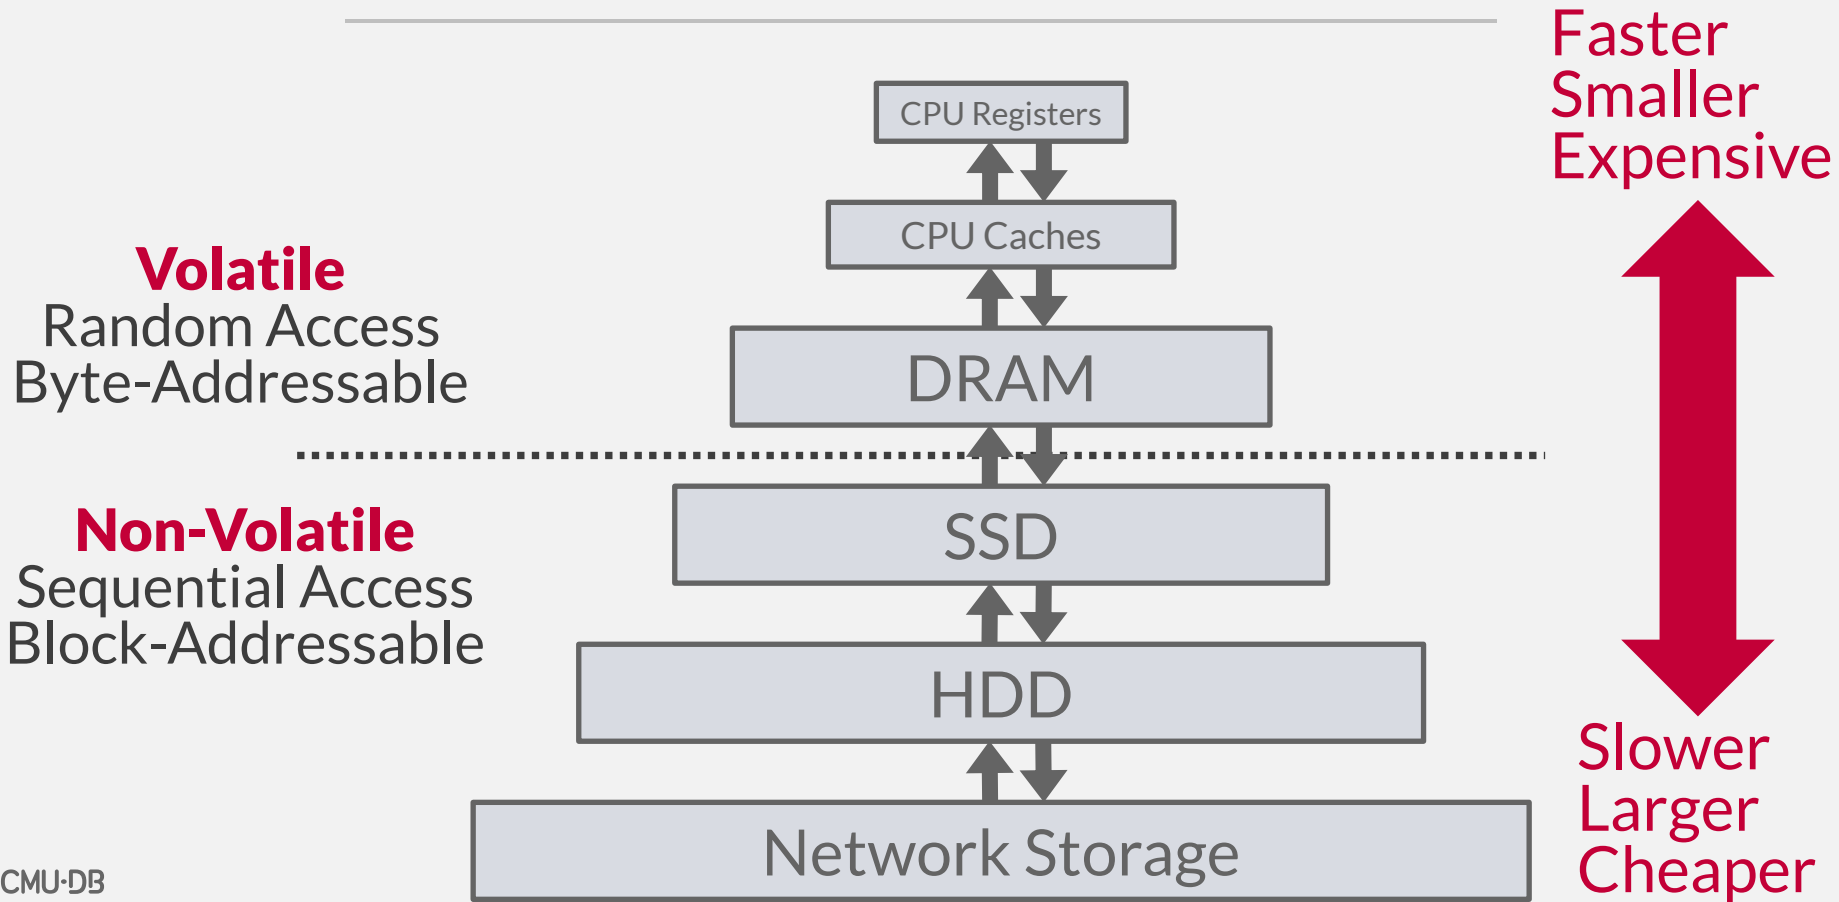 Faster
Smaller
Expensive
CPU Registers
CPU Caches
Volatile
Random Access
Byte-Addressable
DRAM
Non-Volatile
Sequential Access
Block-Addressable
SSD
HDD
Slower
Larger
Cheaper
Network Storage
CMU·DB